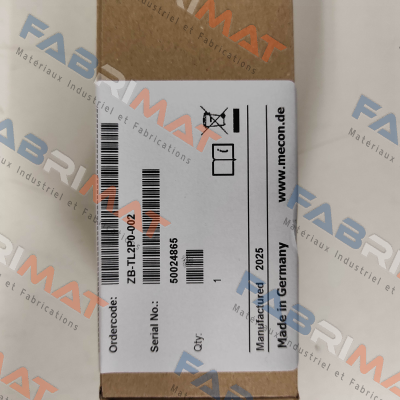 Ordercode:
ZB-TL2P0-002
Serial No.:
50024865
Qty:
1
Manufactured 2025
Made in Germany
www.mecon.de
FABRIMAT
Materiaux Industriel et Fabrications